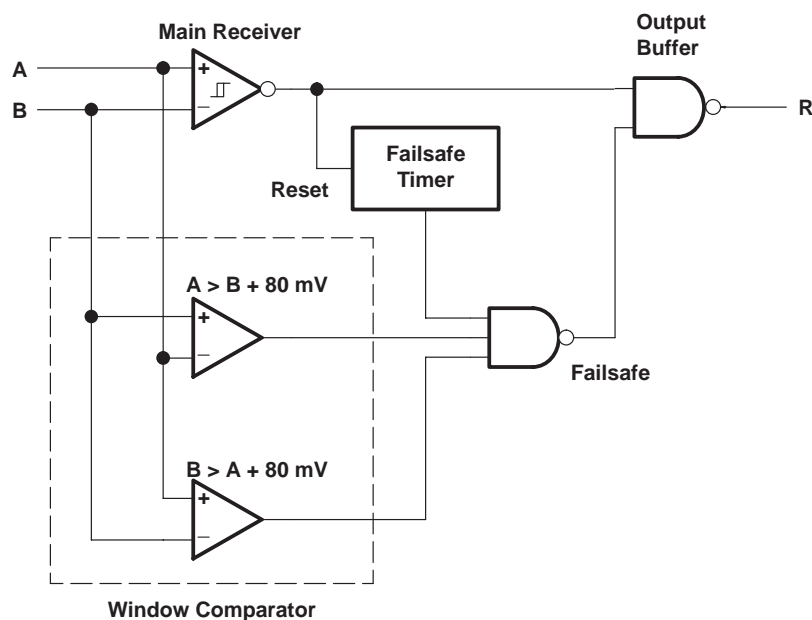 Main Receiver
Output
Buffer
A
+
B
_
R
Failsafe
Timer
Reset
A > B + 80 mV
+
_
Failsafe
B > A + 80 mV
+
_
Window Comparator